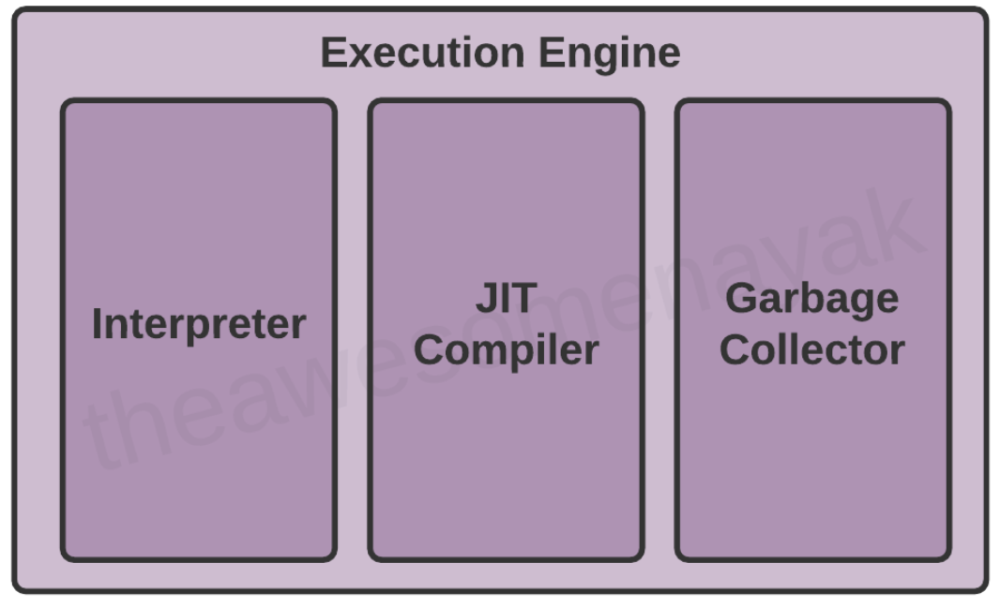 Execution Engine
Interpreter
JIT
Compiler
Garbage
Collector
theawesomenayak